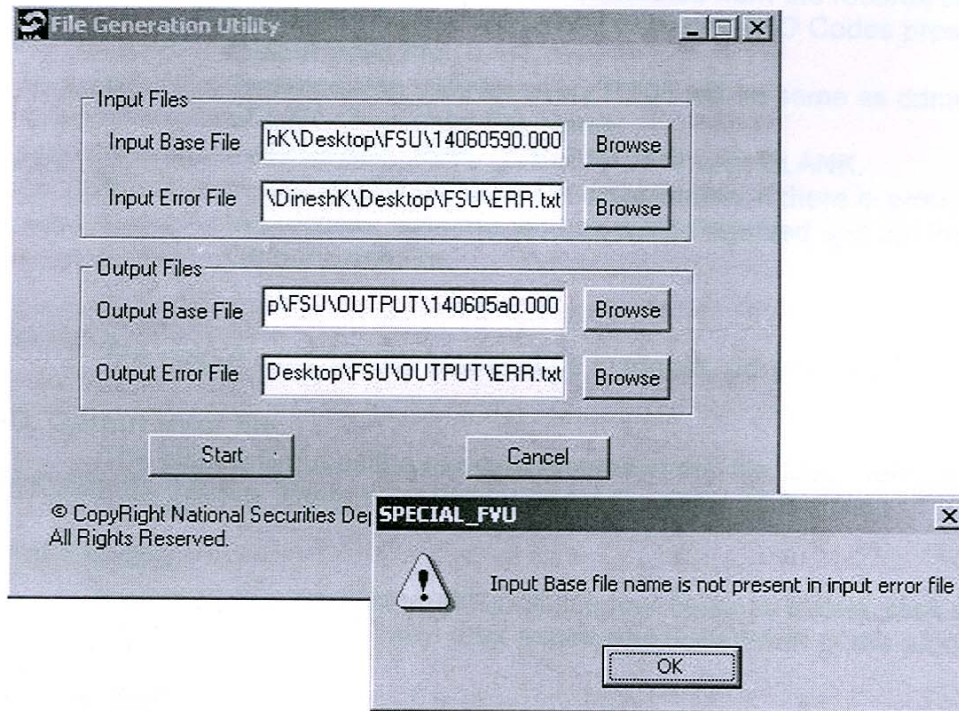 File Generation Utility
Input Files
Input Base File hK\Desktop\FSU\14060590.000 Browse
Input Error File \DineshK\Desktop\FSU\ERR.txt Browse
Output Files
Output Base File p\FSU\OUTPUT\140605a0.000 Browse
Output Error File Desktop\FSU\OUTPUT\ERR.txt Browse
Start Cancel
© CopyRight National Securities De
All Rights Reserved.
SPECIAL_FVU
Input Base file name is not present in input error file
OK